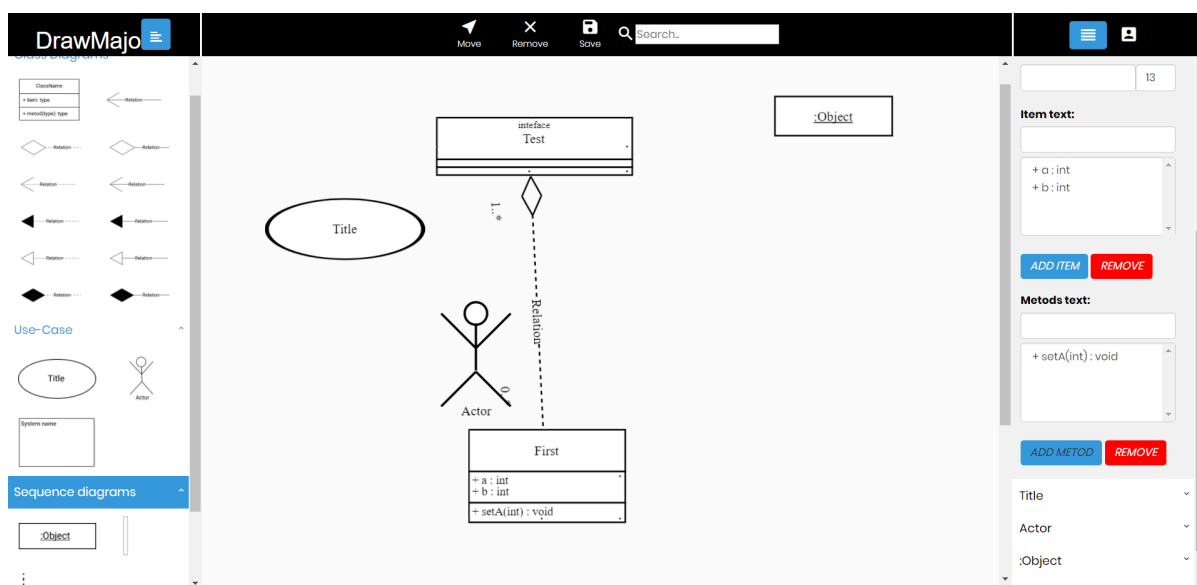 DrawMajo
Move
Remove
Save
Search..
Class Diagrams
ClassName
+ item: type
+ metod(type): type
Relation
Relation
Relation
Relation
Relation
Relation
Relation
Relation
Relation
Relation
Relation
Use-Case
Title
Actor
System name
Sequence diagrams
:Object
inteface
Test
1..*
Title
Relation
0..*
Actor
First
+ a : int
+ b : int
+ setA(int) : void
:Object
13
Item text:
+ a : int
+ b : int
ADD ITEM
REMOVE
Metods text:
+ setA(int) : void
ADD METOD
REMOVE
Title
Actor
:Object